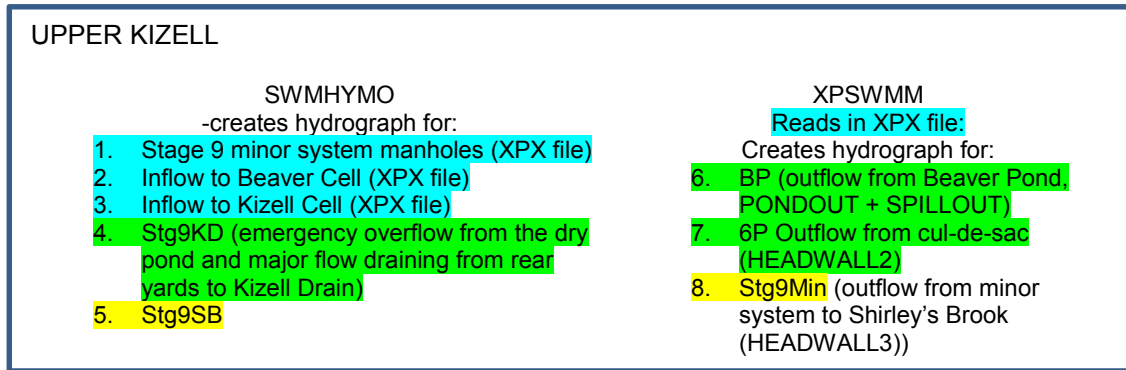 UPPER KIZELL
SWMHYMO
-creates hydrograph for:
1. Stage 9 minor system manholes (XPX file)
2. Inflow to Beaver Cell (XPX file)
3. Inflow to Kizell Cell (XPX file)
4. Stg9KD (emergency overflow from the dry
pond and major flow draining from rear
yards to Kizell Drain)
5. Stg9SB
XPSWMM
Reads in XPX file:
Creates hydrograph for:
6. BP (outflow from Beaver Pond,
PONDOUT + SPILLOUT)
7. 6P Outflow from cul-de-sac
(HEADWALL2)
8. Stg9Min (outflow from minor
system to Shirley's Brook
(HEADWALL3))